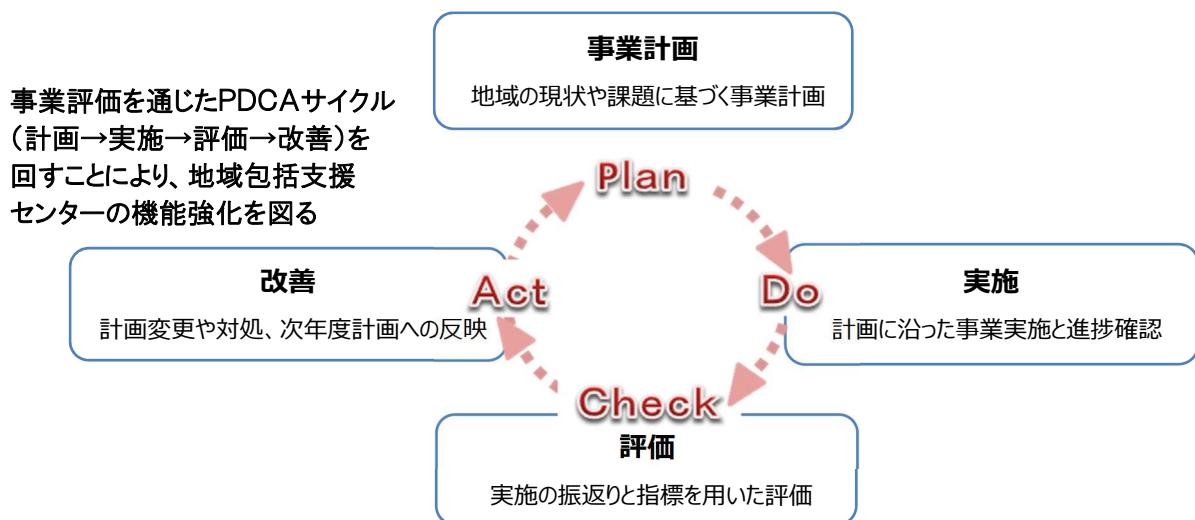 事業計画
地域の現状や課題に基づく事業計画
事業評価を通じたPDCAサイクル
(計画→実施→評価→改善)を
回すことにより、地域包括支援
センターの機能強化を図る
Plan
改善
計画変更や対処、次年度計画への反映
Act
Do
実施
計画に沿った事業実施と進捗確認
Check
評価
実施の振返りと指標を用いた評価